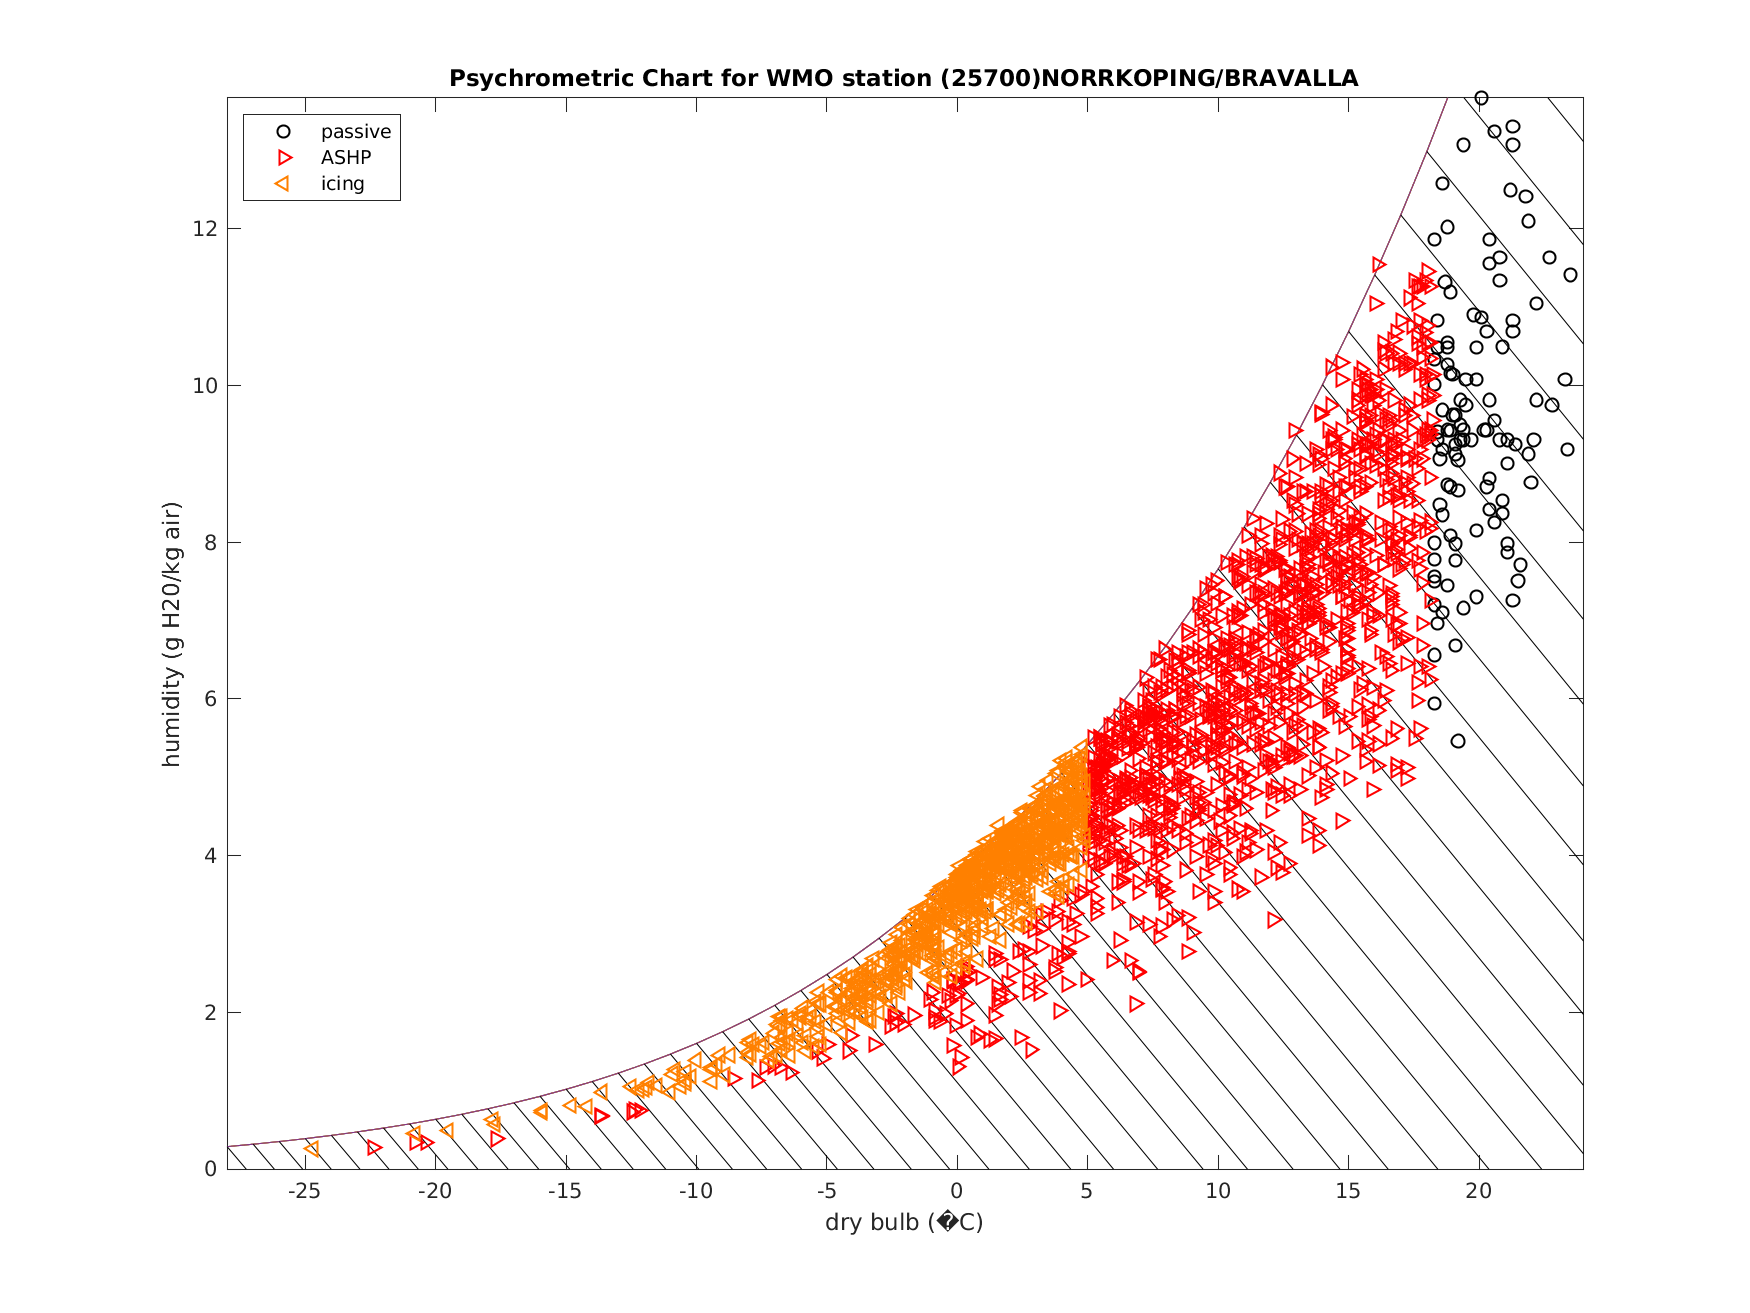 Psychrometric Chart for WMO station (25700)NORRKOPING/BRAVALLA
passive
ASHP
icing
humidity (g H20/kg air)
12
10
8
6
4
2
0
-25 -20 -15 -10 -5 0 5 10 15 20
dry bulb (�C)